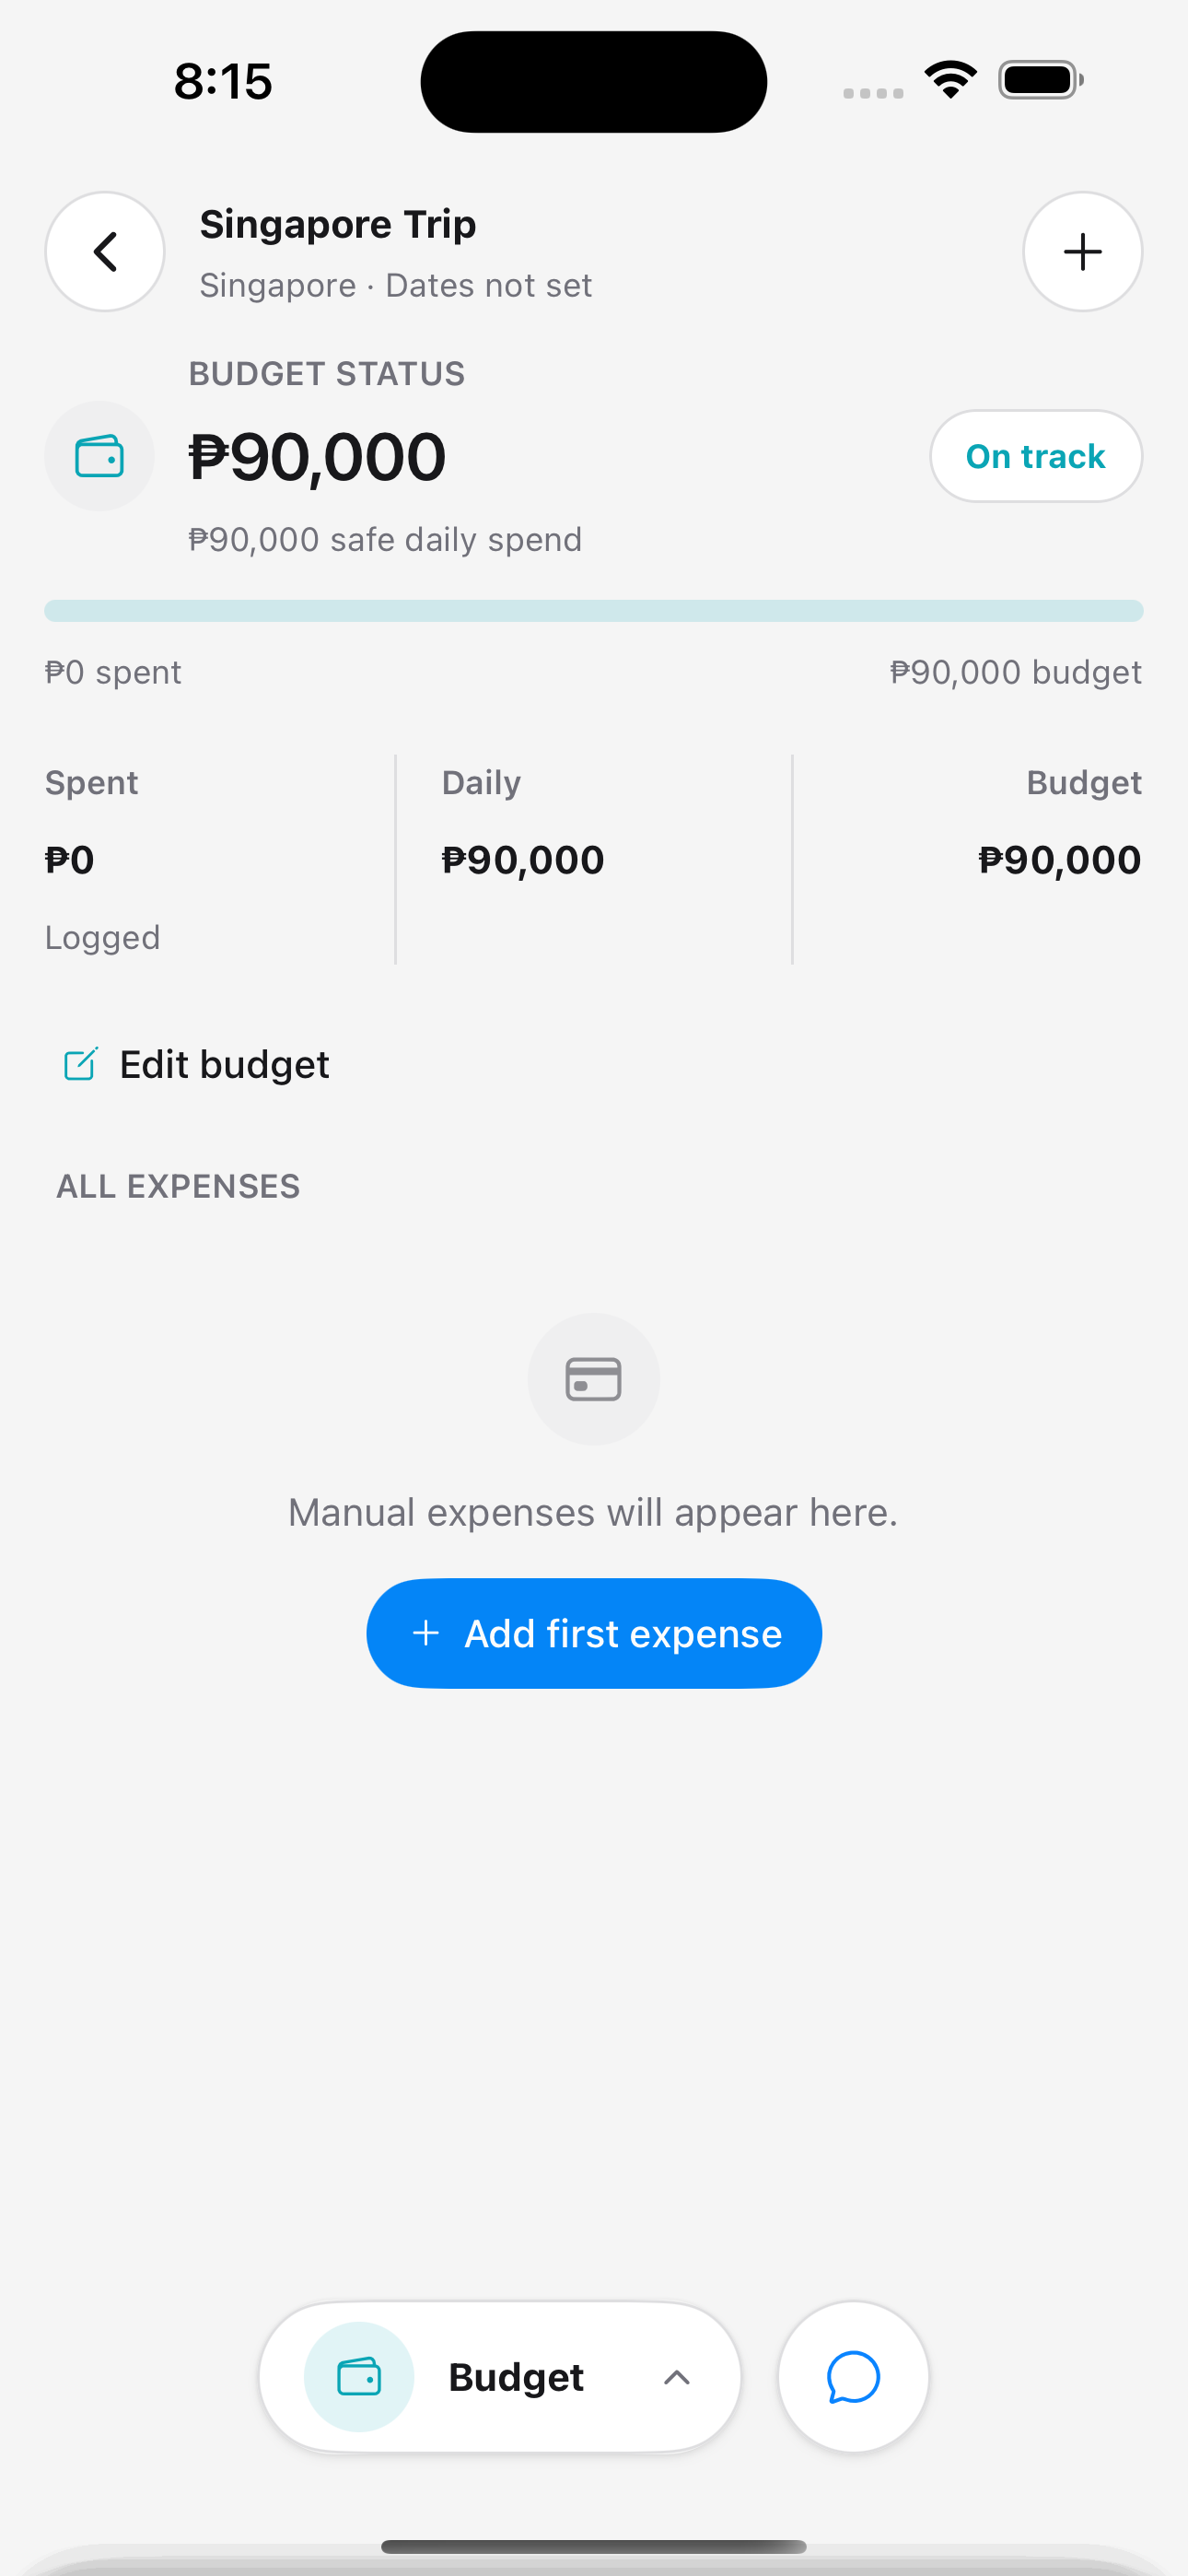 8:15
Singapore Trip
Singapore · Dates not set
BUDGET STATUS
₱90,000
On track
₱90,000 safe daily spend
₱0 spent
₱90,000 budget
Spent
Daily
Budget
₱0
₱90,000
₱90,000
Logged
Edit budget
ALL EXPENSES
Manual expenses will appear here.
+ Add first expense
Budget